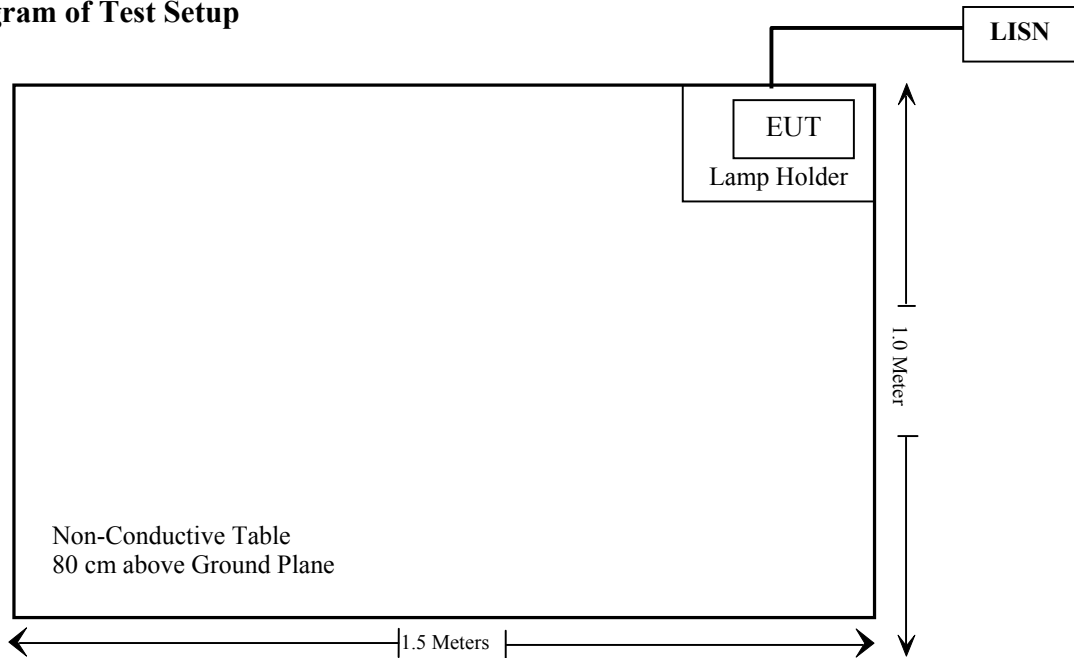 gram of Test Setup
LISN
EUT
Lamp Holder
1.0 Meter
Non-Conductive Table
80 cm above Ground Plane
1.5 Meters